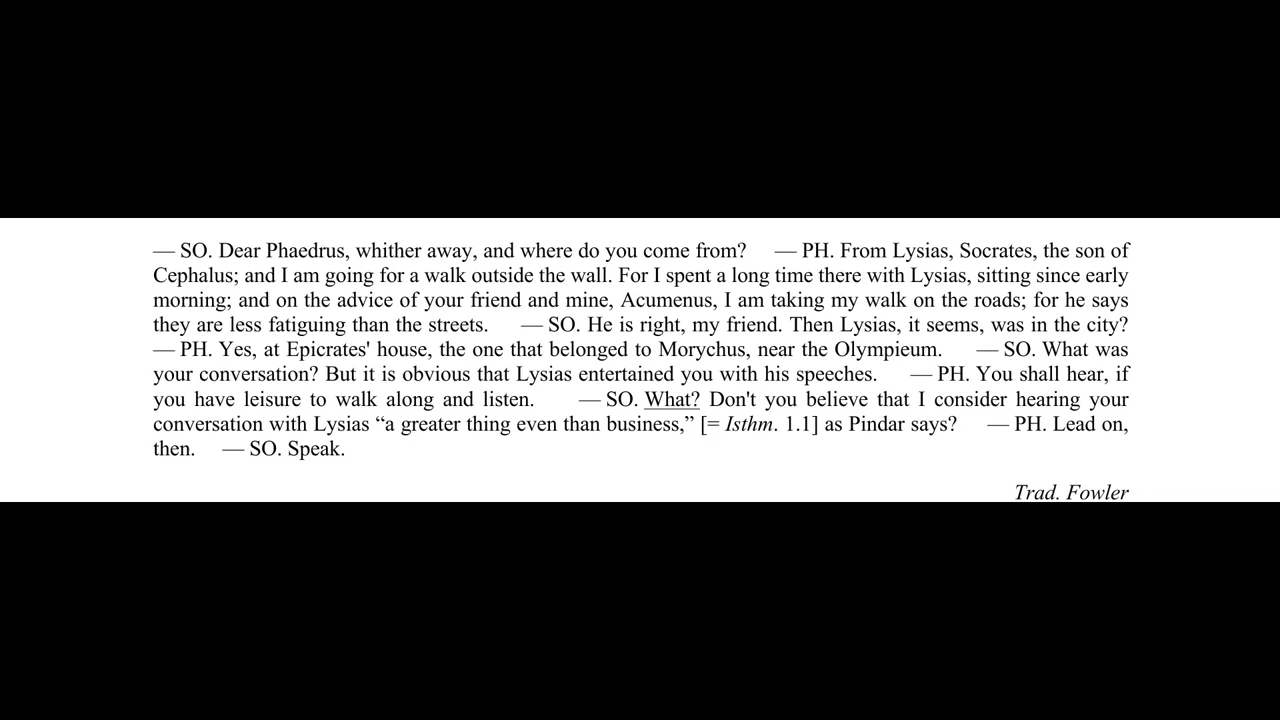 — SO. Dear Phaedrus, whither away, and where do you come from? — PH. From Lysias, Socrates, the son of
Cephalus; and I am going for a walk outside the wall. For I spent a long time there with Lysias, sitting since early
morning; and on the advice of your friend and mine, Acumenus, I am taking my walk on the roads; for he says
they are less fatiguing than the streets. — SO. He is right, my friend. Then Lysias, it seems, was in the city?
— PH. Yes, at Epicrates' house, the one that belonged to Morychus, near the Olympieum. — SO. What was
your conversation? But it is obvious that Lysias entertained you with his speeches. — PH. You shall hear, if
you have leisure to walk along and listen. — SO. What? Don't you believe that I consider hearing your
conversation with Lysias “a greater thing even than business,” [= Isthm. 1.1] as Pindar says? — PH. Lead on,
then. — SO. Speak.
Trad. Fowler